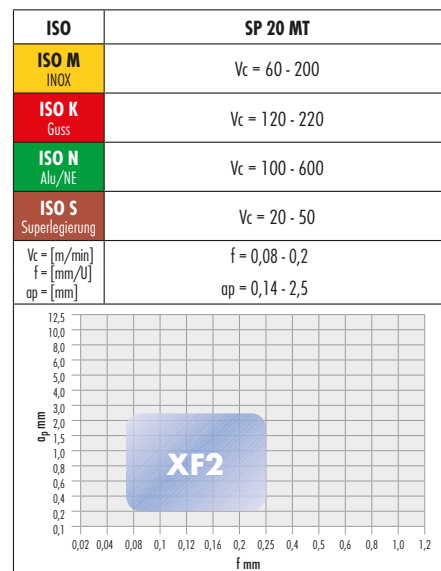 ISO SP 20 MT
ISO M
INOX
Vc = 60 - 200
ISO K
Guss
Vc = 120 - 220
ISO N
Alu/NE
Vc = 100 - 600
ISO S
Superlegierung
Vc = 20 - 50
Vc = [m/min]
f = [mm/U]
ap = [mm]
f = 0,08 - 0,2
ap = 0,14 - 2,5
12,5
10,0
8,0
6,0
5,0
4,0
3,0
2,0
1,5
1,0
0,8
0,6
0,4
0,2
0,1
ap mm
XF2
0,02 0,04 0,08 0,1 0,12 0,16 0,2 0,25 0,4 0,5 0,6 0,8 1,0 1,2
f mm